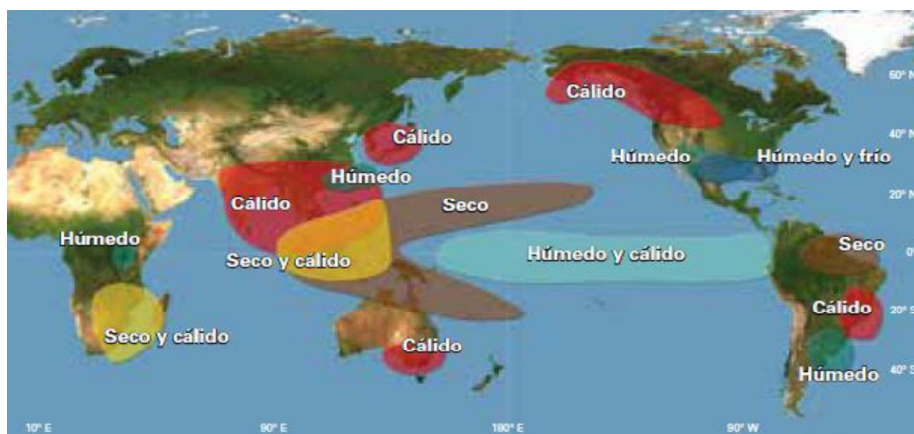 60° N
Cálido
Cálido
40° N
Húmedo
Húmedo y frío
Húmedo
Cálido
Seco
20° N
Húmedo
Seco y cálido
Húmedo y cálido
Seco
0°
Cálido
20° S
Seco y cálido
Cálido
Húmedo
40° S
10° E
90° E
180° E
90° W